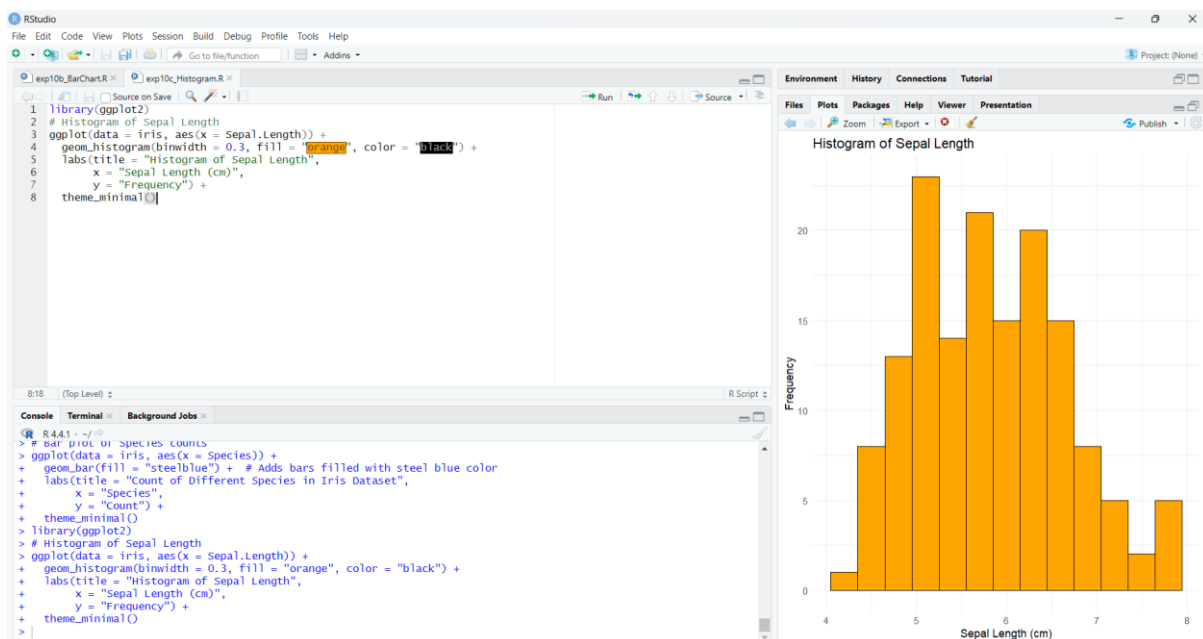 RStudio
File Edit Code View Plots Session Build Debug Profile Tools Help
Go to file/function Addins Project: (None)
exp10b_BarChart.R exp10c_Histogram.R
Source on Save Run Source
1 library(ggplot2)
2 # Histogram of Sepal Length
3 ggplot(data = iris, aes(x = Sepal.Length)) +
4 geom_histogram(binwidth = 0.3, fill = "orange", color = "black") +
5 labs(title = "Histogram of Sepal Length",
6 x = "Sepal Length (cm)",
7 y = "Frequency") +
8 theme_minimal()
8:18 (Top Level) R Script
Console Terminal Background Jobs
R 4.4.1 · ~/
> # Bar plot of Species counts
> ggplot(data = iris, aes(x = Species)) +
+ geom_bar(fill = "steelblue") + # Adds bars filled with steel blue color
+ labs(title = "Count of Different Species in Iris Dataset",
+ x = "Species",
+ y = "Count") +
+ theme_minimal()
> library(ggplot2)
> # Histogram of Sepal Length
> ggplot(data = iris, aes(x = Sepal.Length)) +
+ geom_histogram(binwidth = 0.3, fill = "orange", color = "black") +
+ labs(title = "Histogram of Sepal Length",
+ x = "Sepal Length (cm)",
+ y = "Frequency") +
+ theme_minimal()
>
Environment History Connections Tutorial
Files Plots Packages Help Viewer Presentation
Zoom Export Publish
Histogram of Sepal Length
Frequency
20
15
10
5
0
4 5 6 7 8
Sepal Length (cm)